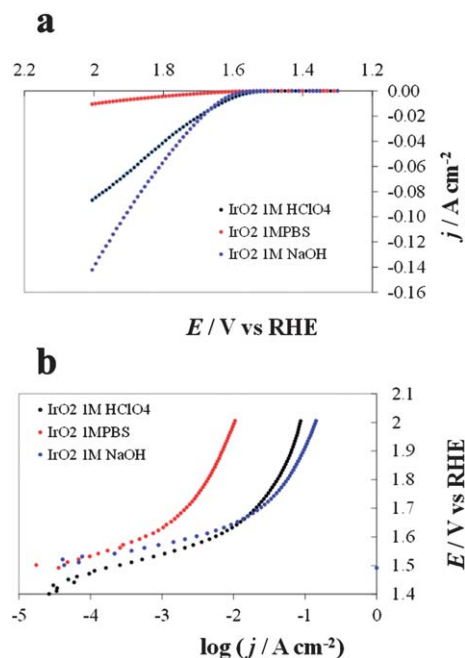 a
2.2 2 1.8 1.6 1.4 1.2
0.00
-0.02
-0.04
-0.06
-0.08
-0.10
-0.12
-0.14
-0.16
j / A cm-2
IrO2 1M HClO4
IrO2 1MPBS
IrO2 1M NaOH
E / V vs RHE
b
IrO2 1M HClO4
IrO2 1MPBS
IrO2 1M NaOH
2.1
2
1.9
1.8
1.7
1.6
1.5
1.4
E / V vs RHE
-5 -4 -3 -2 -1 0
log (j / A cm-2)